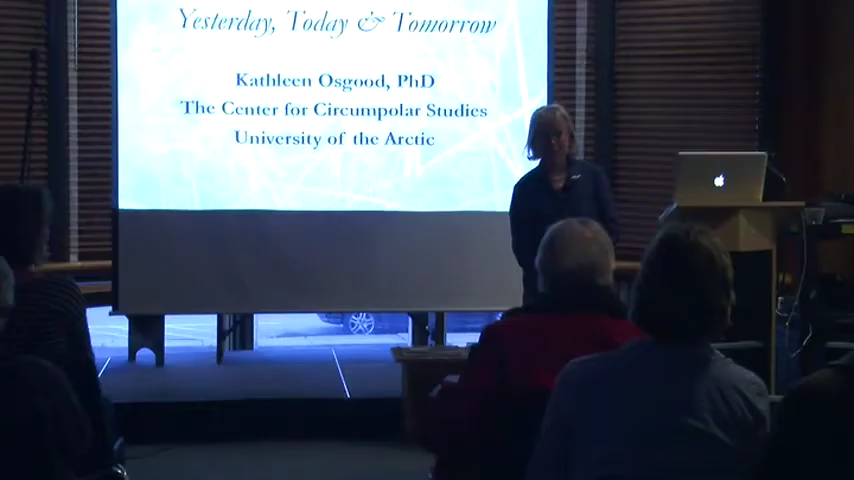 Yesterday, Today & Tomorrow
Kathleen Osgood, PhD
The Center for Circumpolar Studies
University of the Arctic